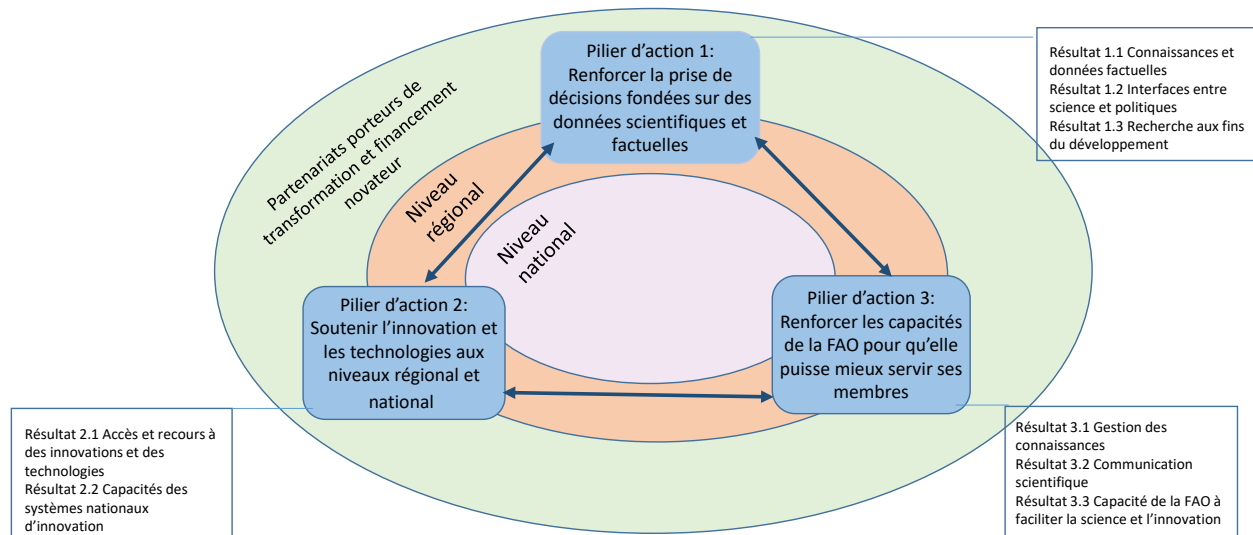 Pilier d’action 1:
Renforcer la prise de
décisions fondées sur des
données scientifiques et
factuelles
Résultat 1.1 Connaissances et
données factuelles
Résultat 1.2 Interfaces entre
science et politiques
Résultat 1.3 Recherche aux fins
du développement
Partenariats porteurs de
transformation et financement
novateur
Niveau
régional
Niveau
national
Pilier d’action 2:
Soutenir l’innovation et
les technologies aux
niveaux régional et
national
Pilier d’action 3:
Renforcer les capacités
de la FAO pour qu’elle
puisse mieux servir ses
membres
Résultat 2.1 Accès et recours à
des innovations et des
technologies
Résultat 2.2 Capacités des
systèmes nationaux
d’innovation
Résultat 3.1 Gestion des
connaissances
Résultat 3.2 Communication
scientifique
Résultat 3.3 Capacité de la FAO à
faciliter la science et l’innovation